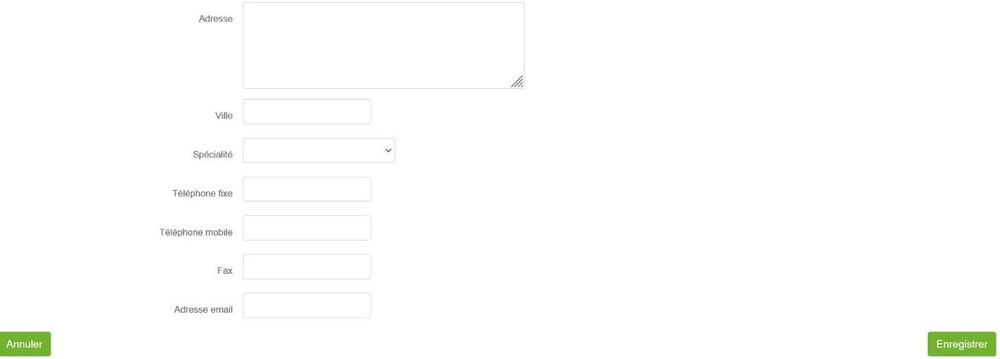 Adresse
Ville
Spécialité
Téléphone fixe
Téléphone mobile
Fax
Adresse email
Annuler
Enregistrer